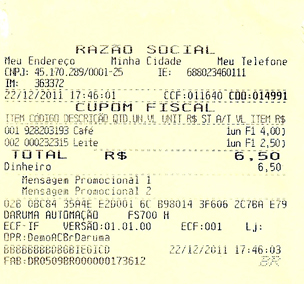 RAZAO SOCIAL
Meu Endereço Minha Cidade Meu Telefone
CNPJ: 45.170.289/0001-25 IE: 688023460111
IM: 363372
22/12/2011 17:46:01 CCF:011640 COO:014991
CUPOM FISCAL
ITEM CÓDIGO DESCRIÇÃO QTD.UN.VL UNIT R$ ST A/T VL ITEM R$
001 928203193 Café 1un F1 4,00
002 000232315 Leite 1un F1 2,50
TOTAL R$ 6,50
Dinheiro 6,50
Mensagem Promocional 1
Mensagem Promocional 2
02B 0BC84 35A4E E2D001 6C B98014 3F606 2C7BA E79
DARUMA AUTOMAÇÃO FS700 H
ECF-IF VERSÃO:01.01.00 ECF:001 Lj:
OPR:DemoACBrDaruma
22/12/2011 17:46:03
FAB:DR0509BR000000173612 BR